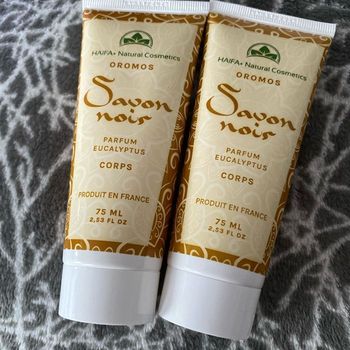 HAIFA+ Natural Cosmetics
OROMOS
Savon
noir
PARFUM
EUCALYPTUS
CORPS
PRODUIT EN FRANCE
75 ML
2,53 FL OZ
HAIFA+ Natural Cosmetics
OROMOS
Savon
noir
PARFUM
EUCALYPTUS
CORPS
PRODUIT EN FRANCE
75 ML
2,53 FL OZ